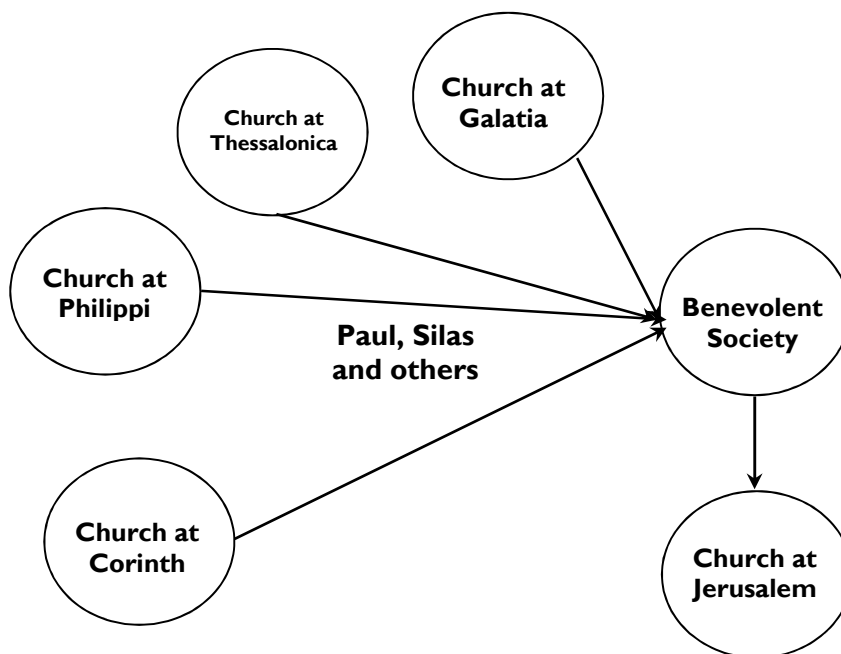 Church at
Thessalonica
Church at
Galatia
Church at
Philippi
Paul, Silas
and others
Benevolent
Society
Church at
Corinth
Church at
Jerusalem